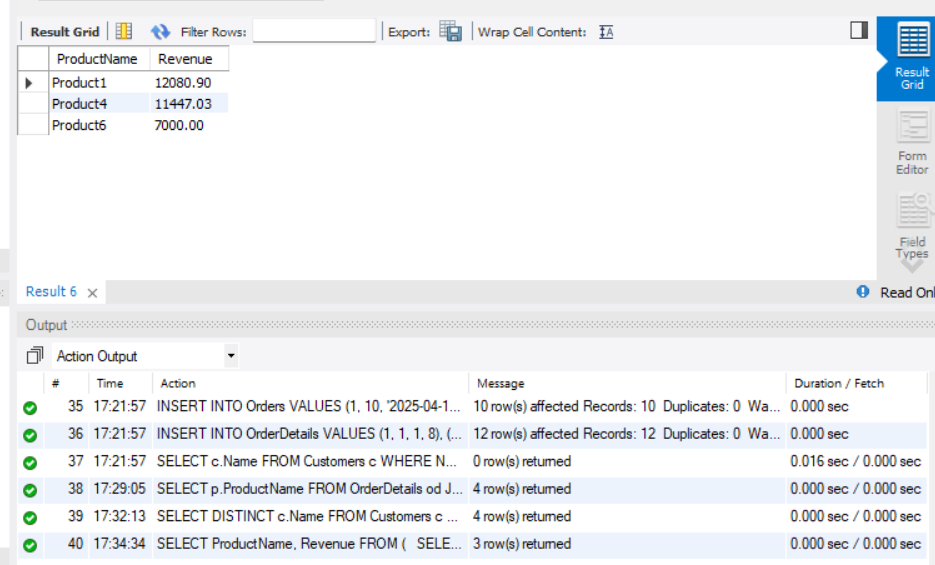 Result Grid Filter Rows: Export: Wrap Cell Content: IA
ProductName Revenue
Product1 12080.90
Product4 11447.03
Product6 7000.00
Result Grid
Form Editor
Field Types
Result 6 ×
Read Onl
Output
Action Output
# Time Action Message Duration / Fetch
35 17:21:57 INSERT INTO Orders VALUES (1, 10, '2025-04-1... 10 row(s) affected Records: 10 Duplicates: 0 Wa... 0.000 sec
36 17:21:57 INSERT INTO OrderDetails VALUES (1, 1, 1, 8), (... 12 row(s) affected Records: 12 Duplicates: 0 Wa... 0.000 sec
37 17:21:57 SELECT c.Name FROM Customers c WHERE N... 0 row(s) returned 0.016 sec / 0.000 sec
38 17:29:05 SELECT p.ProductName FROM OrderDetails od J... 4 row(s) returned 0.000 sec / 0.000 sec
39 17:32:13 SELECT DISTINCT c.Name FROM Customers c ... 4 row(s) returned 0.000 sec / 0.000 sec
40 17:34:34 SELECT ProductName, Revenue FROM ( SELE... 3 row(s) returned 0.000 sec / 0.000 sec